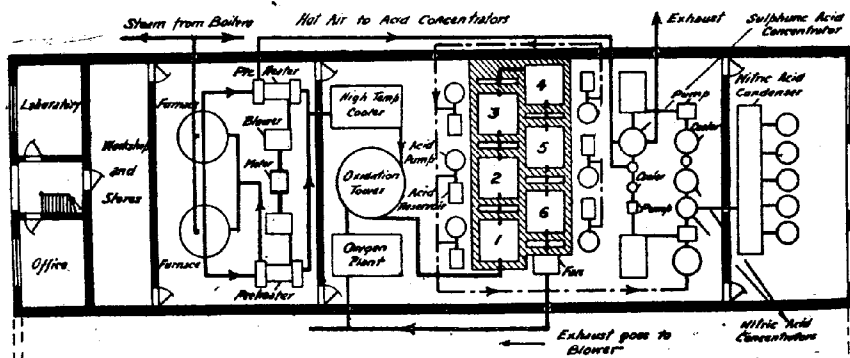 Steam from Boilers
Hot Air to Acid Concentrators
Exhaust
Sulphuric Acid
Concentrator
Laboratory
Furnace
Pre Heater
High Temp
Cooler
4
3
Pump
Nitric Acid
Condenser
Blower
Cooler
Workshop
and
Stores
Motor
Oxidation
Tower
Acid
Pump
Acid
Reservoir
5
2
Cooler
6
Pump
1
Office
Furnace
Preheater
Oxygen
Plant
Fan
Exhaust goes to
Blower
Nitric Acid
Concentrators